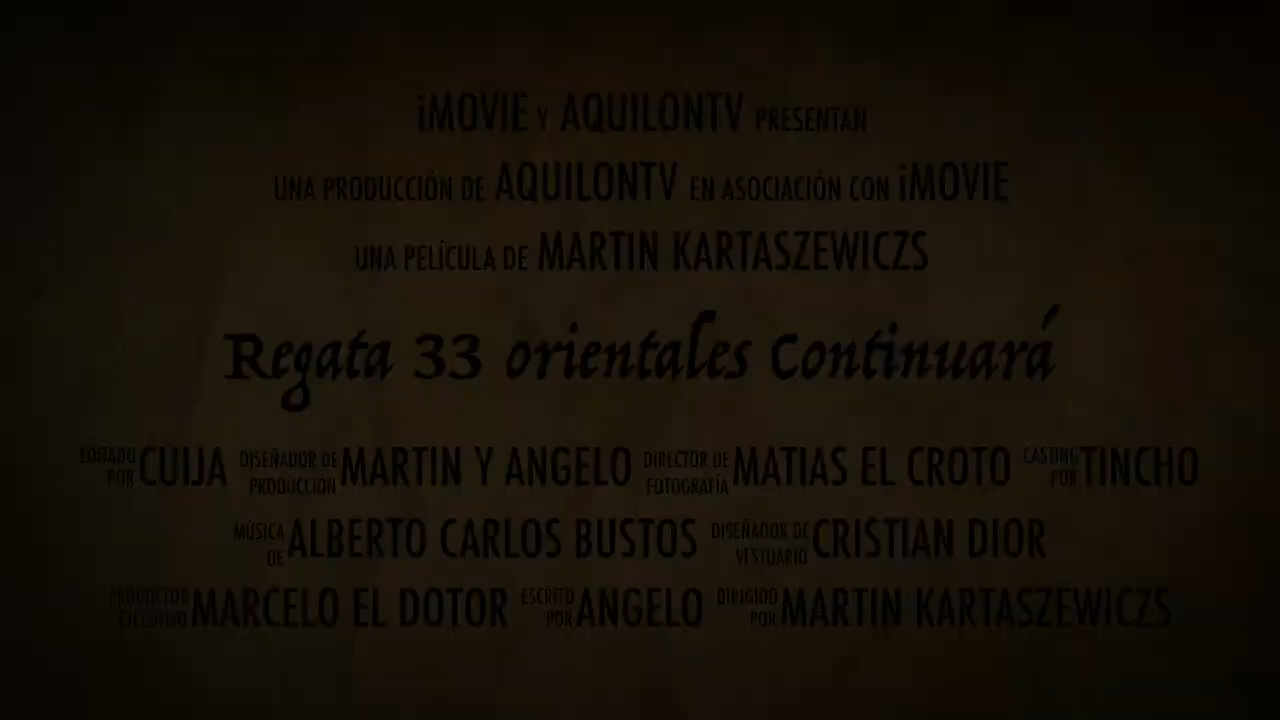 iMOVIE Y AQUILONTV PRESENTAN
UNA PRODUCCIÓN DE AQUILONTV EN ASOCIACIÓN CON iMOVIE
UNA PELÍCULA DE MARTIN KARTASZEWICZS
Regata 33 orientales Continuará
EDITADO POR CUIJA DISEÑADOR DE PRODUCCIÓN MARTIN Y ANGELO DIRECTOR DE FOTOGRAFÍA MATIAS EL CROTO CASTING POR TINCHO
MÚSICA DE ALBERTO CARLOS BUSTOS DISEÑADOR DE VESTUARIO CRISTIAN DIOR
PRODUCTOR EJECUTIVO MARCELO EL DOTOR ESCRITO POR ANGELO DIRIGIDO POR MARTIN KARTASZEWICZS